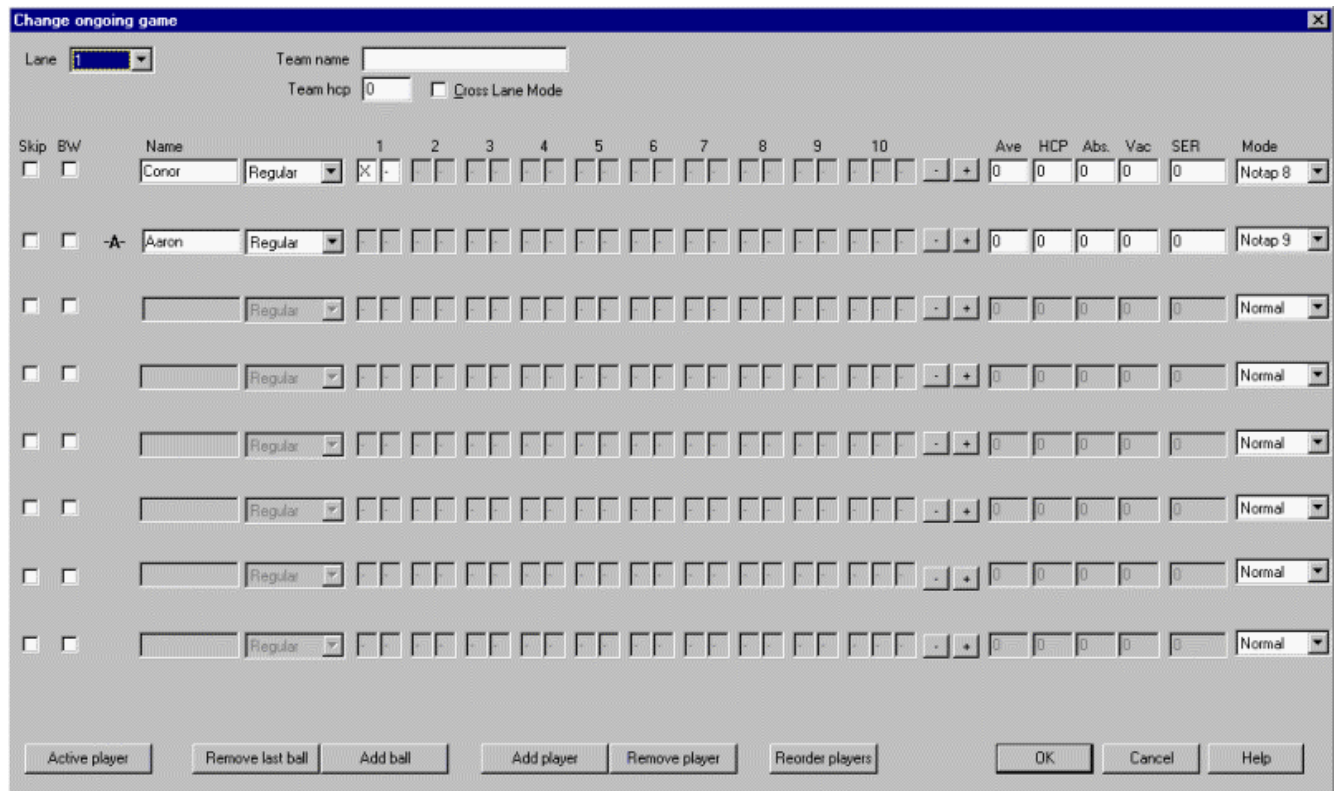 Change ongoing game
Lane 1 Team name
Team hcp 0 Cross Lane Mode
Skip BW Name 1 2 3 4 5 6 7 8 9 10 Ave HCP Abs. Vac SER Mode
Conor Regular X - - - - - - - - - - - - - - - - - - - - - + 0 0 0 0 0 Notap 8
-A- Aaron Regular - - - - - - - - - - - - - - - - - - - - - - + 0 0 0 0 0 Notap 9
Regular - - - - - - - - - - - - - - - - - - - - - - + 0 0 0 0 0 Normal
Regular - - - - - - - - - - - - - - - - - - - - - - + 0 0 0 0 0 Normal
Regular - - - - - - - - - - - - - - - - - - - - - - + 0 0 0 0 0 Normal
Regular - - - - - - - - - - - - - - - - - - - - - - + 0 0 0 0 0 Normal
Regular - - - - - - - - - - - - - - - - - - - - - - + 0 0 0 0 0 Normal
Regular - - - - - - - - - - - - - - - - - - - - - - + 0 0 0 0 0 Normal
Active player Remove last ball Add ball Add player Remove player Reorder players OK Cancel Help